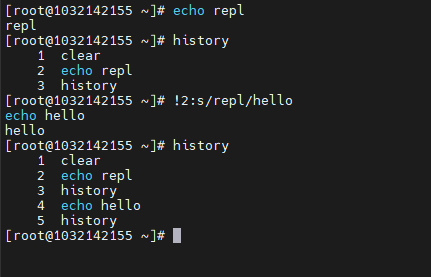 [root@1032142155 ~]# echo repl
repl
[root@1032142155 ~]# history
    1  clear
    2  echo repl
    3  history
[root@1032142155 ~]# !2:s/repl/hello
echo hello
hello
[root@1032142155 ~]# history
    1  clear
    2  echo repl
    3  history
    4  echo hello
    5  history
[root@1032142155 ~]#